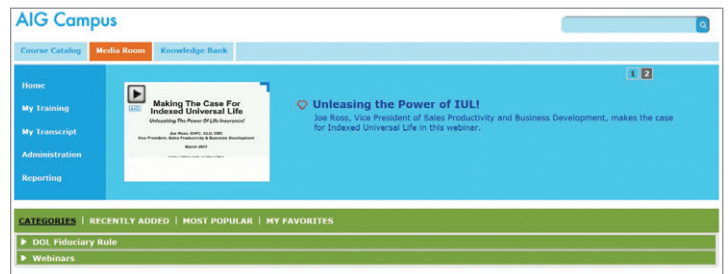 AIG Campus
Course Catalog Media Room Knowledge Bank
1 2
Home
My Training
My Transcript
Administration
Reporting
AIG
Making The Case For
Indexed Universal Life
Unleashing The Power Of Life Insurance!
Joe Ross, ChFC, CLU, CRC
Vice President, Sales Productivity & Business Development
March 2017
Unleasing the Power of IUL!
Joe Ross, Vice President of Sales Productivity and Business Development, makes the case
for Indexed Universal Life in this webinar.
CATEGORIES | RECENTLY ADDED | MOST POPULAR | MY FAVORITES
DOL Fiduciary Rule
Webinars